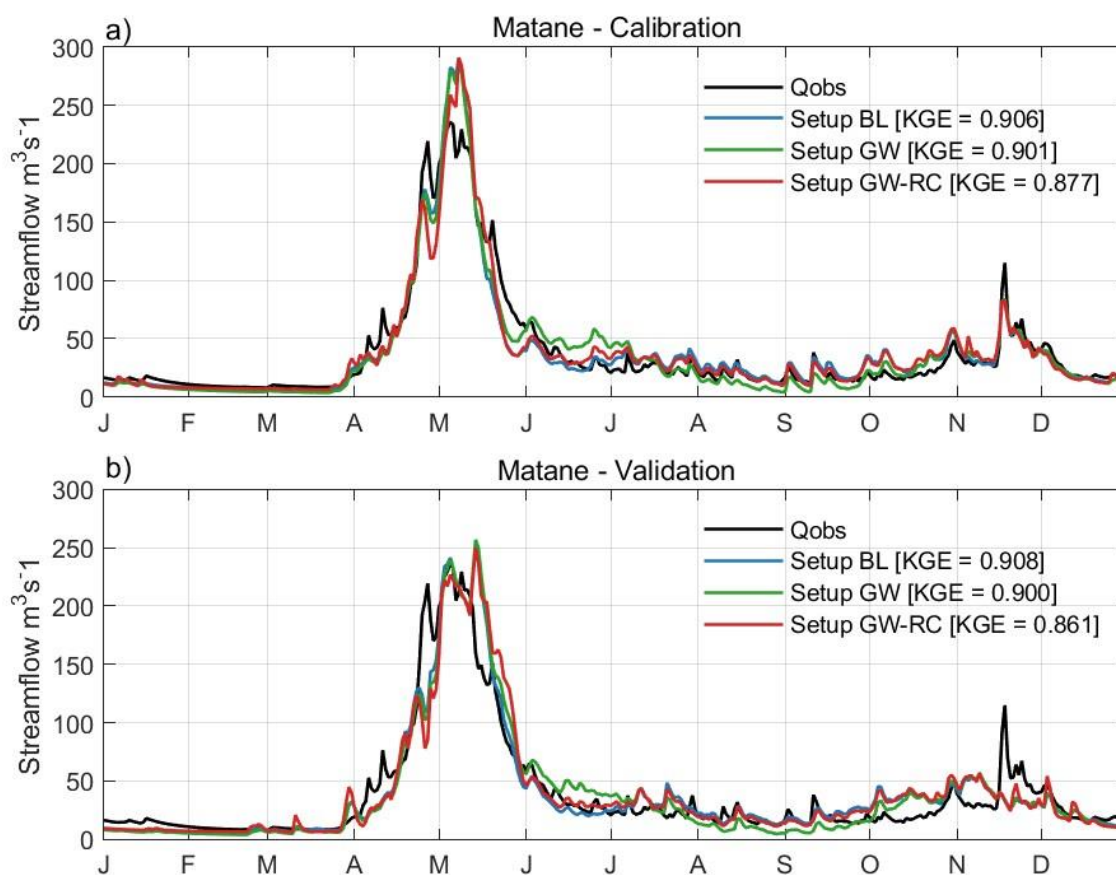 a)
Matane - Calibration
300
250
200
150
100
50
0
Streamflow m³s⁻¹
Qobs
Setup BL [KGE = 0.906]
Setup GW [KGE = 0.901]
Setup GW-RC [KGE = 0.877]
J F M A M J J A S O N D
b)
Matane - Validation
300
250
200
150
100
50
0
Streamflow m³s⁻¹
Qobs
Setup BL [KGE = 0.908]
Setup GW [KGE = 0.900]
Setup GW-RC [KGE = 0.861]
J F M A M J J A S O N D